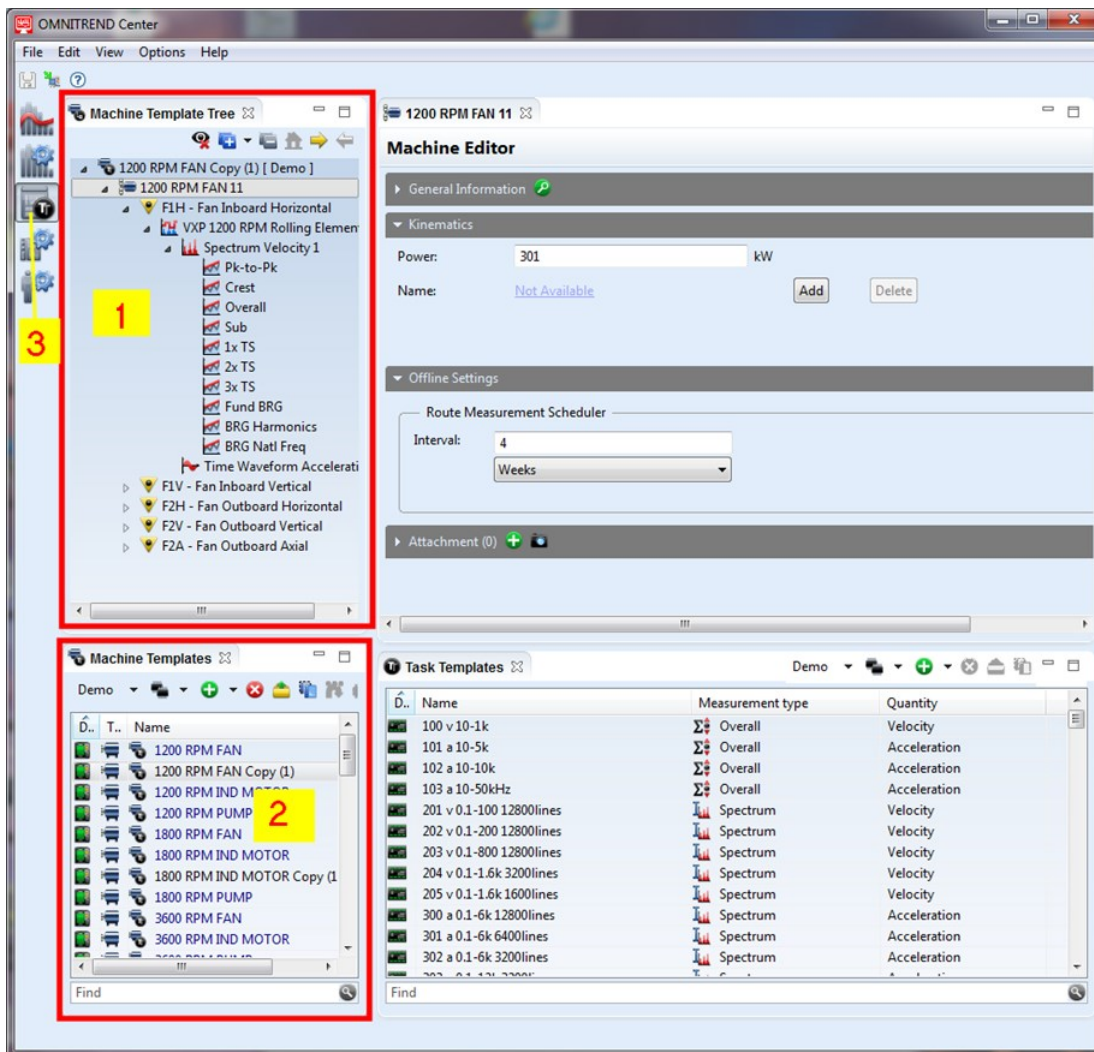 OMNITREND Center
File Edit View Options Help
Machine Template Tree
1200 RPM FAN Copy (1) [ Demo ]
1200 RPM FAN 11
F1H - Fan Inboard Horizontal
VXP 1200 RPM Rolling Elemen
Spectrum Velocity 1
Pk-to-Pk
Crest
Overall
Sub
1x TS
2x TS
3x TS
Fund BRG
BRG Harmonics
BRG Natl Freq
Time Waveform Accelerati
F1V - Fan Inboard Vertical
F2H - Fan Outboard Horizontal
F2V - Fan Outboard Vertical
F2A - Fan Outboard Axial
1
3
1200 RPM FAN 11
Machine Editor
General Information
Kinematics
Power: 301 kW
Name: Not Available Add Delete
Offline Settings
Route Measurement Scheduler
Interval: 4
Weeks
Attachment (0)
Machine Templates
Demo
D.. T.. Name
1200 RPM FAN
1200 RPM FAN Copy (1)
1200 RPM IND MOTOR
1200 RPM PUMP
1800 RPM FAN
1800 RPM IND MOTOR
1800 RPM IND MOTOR Copy (1
1800 RPM PUMP
3600 RPM FAN
3600 RPM IND MOTOR
2
Find
Task Templates Demo
D.. Name Measurement type Quantity
100 v 10-1k Overall Velocity
101 a 10-5k Overall Acceleration
102 a 10-10k Overall Acceleration
103 a 10-50kHz Overall Acceleration
201 v 0.1-100 12800lines Spectrum Velocity
202 v 0.1-200 12800lines Spectrum Velocity
203 v 0.1-800 12800lines Spectrum Velocity
204 v 0.1-1.6k 3200lines Spectrum Velocity
205 v 0.1-1.6k 1600lines Spectrum Velocity
300 a 0.1-6k 12800lines Spectrum Acceleration
301 a 0.1-6k 6400lines Spectrum Acceleration
302 a 0.1-6k 3200lines Spectrum Acceleration
Find